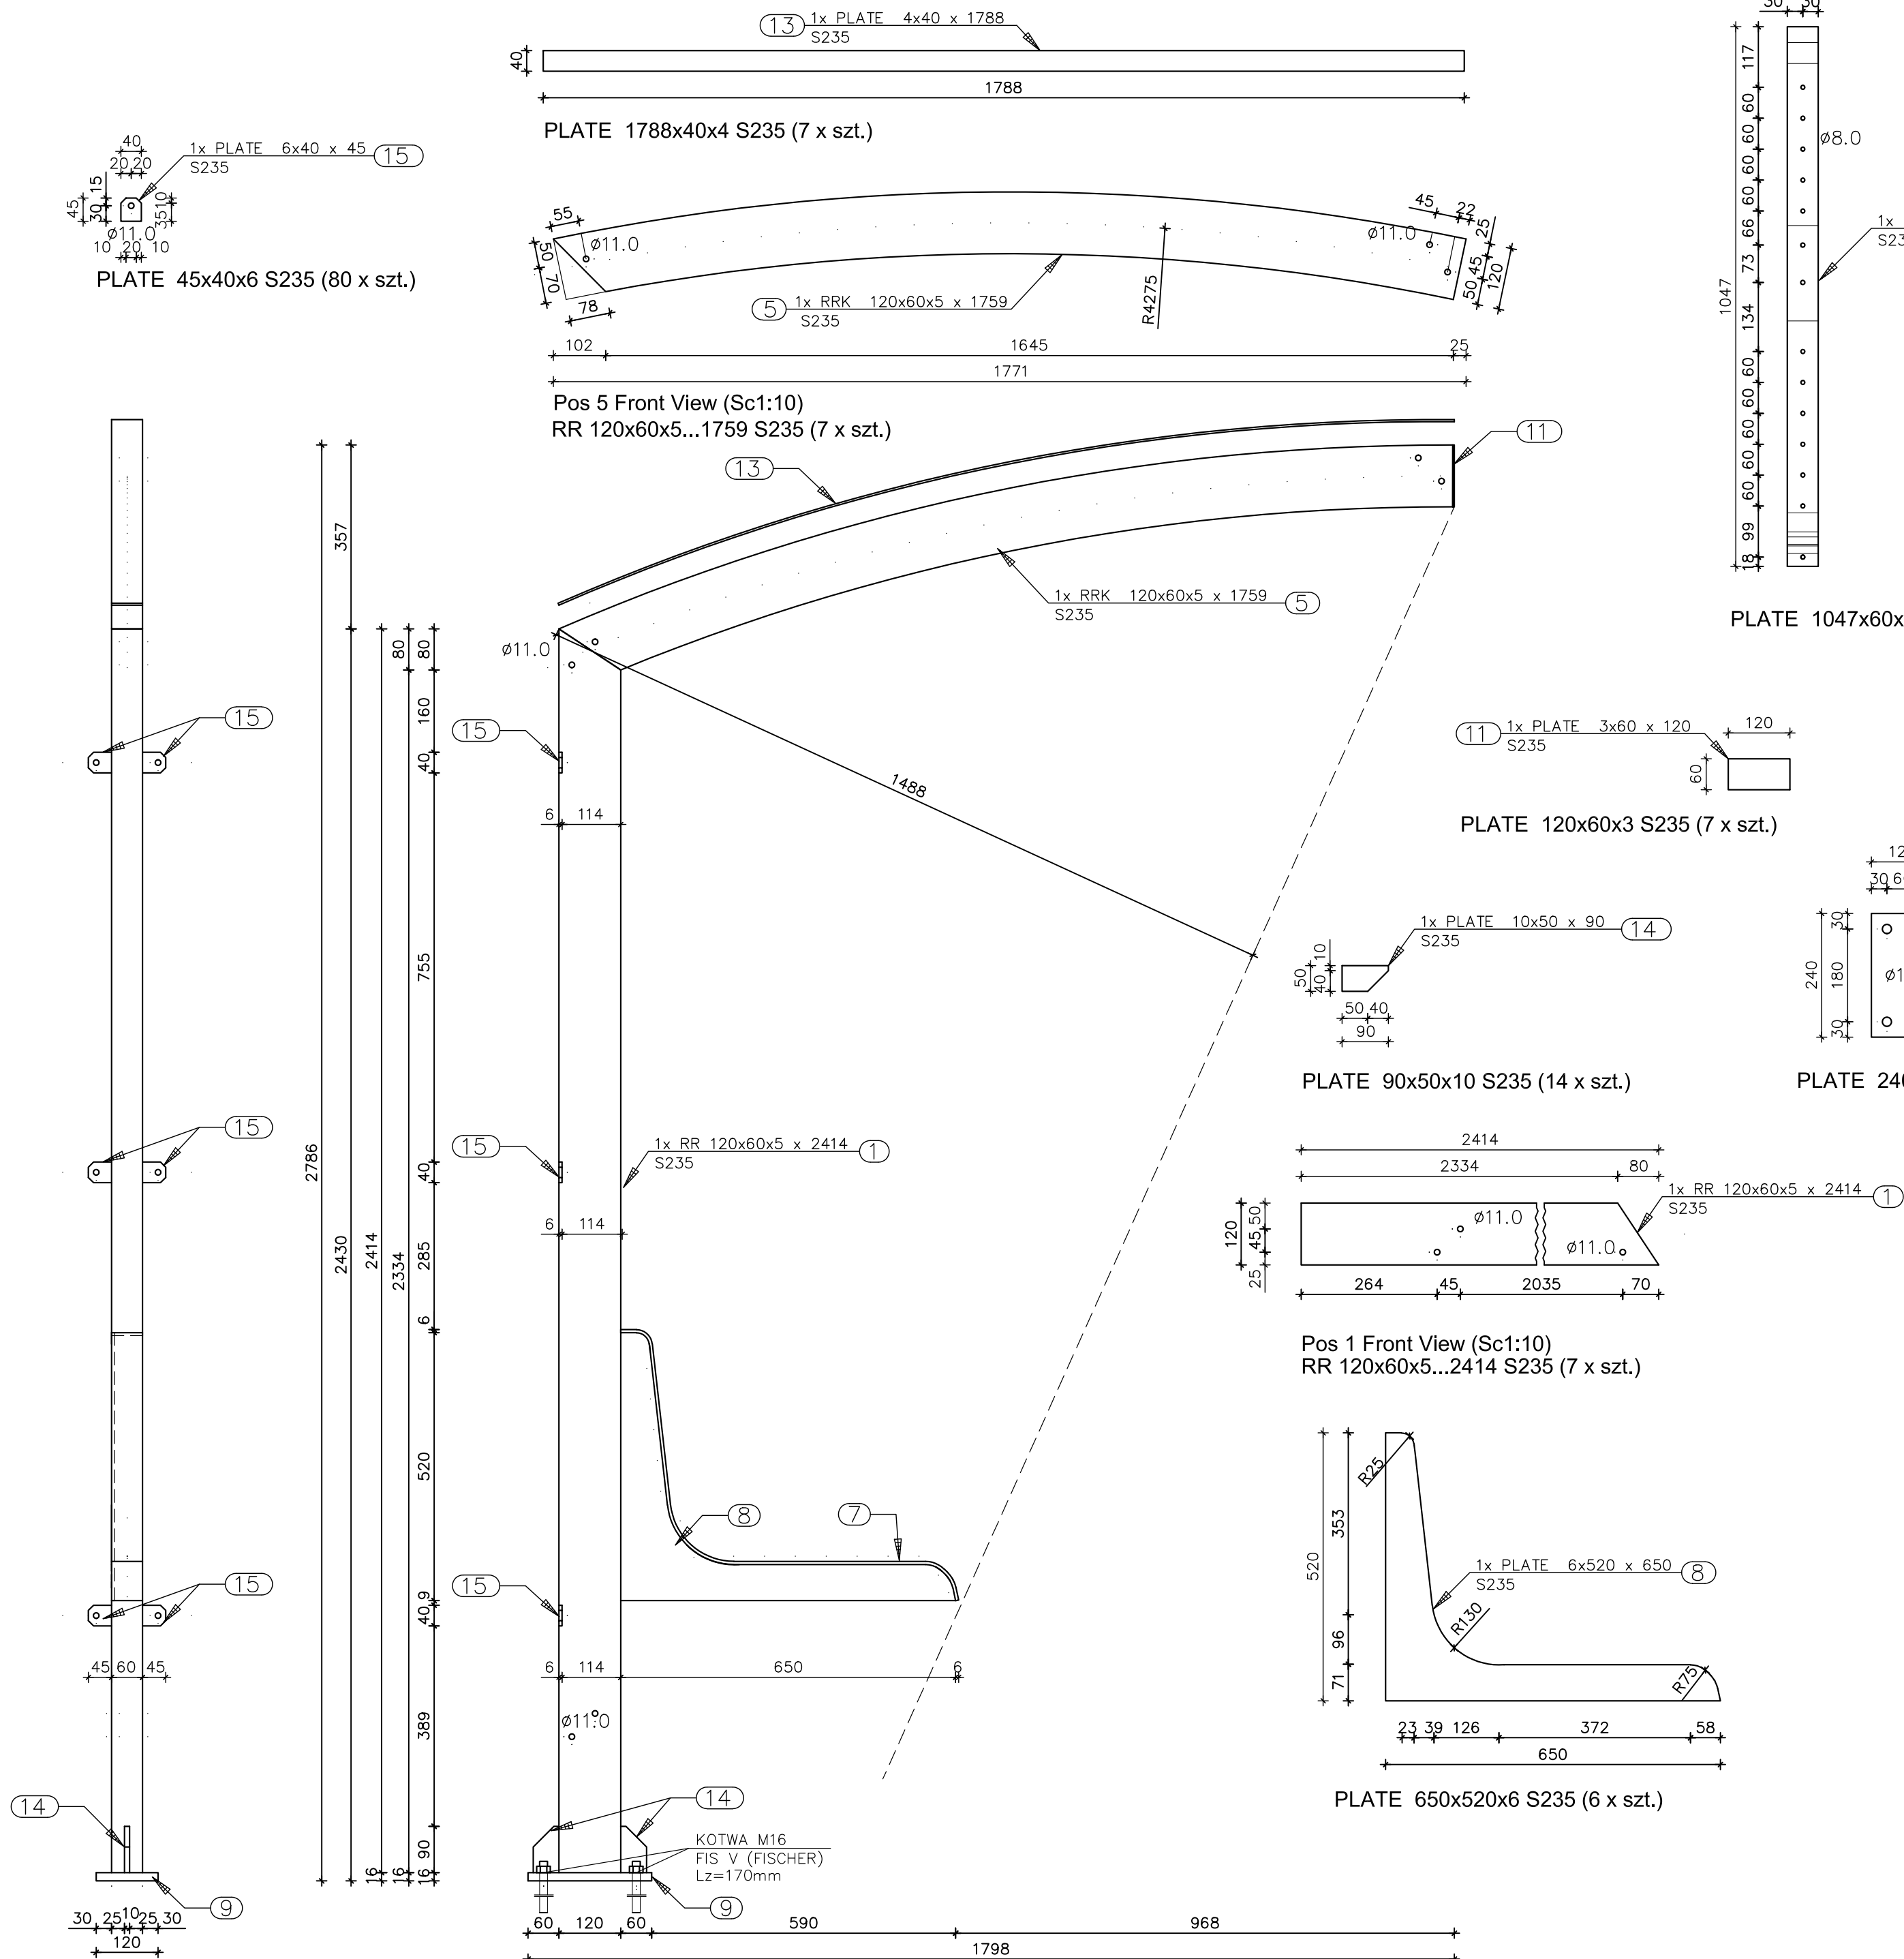 13
1x PLATE 4x40 x 1788
S235
40
1788
PLATE 1788x40x4 S235 (7 x szt.)
40
20 20
1x PLATE 6x40 x 45
15
S235
15
45
30
35
10
ø11.0
10 20 10
PLATE 45x40x6 S235 (80 x szt.)
55
ø11.0
50
70
78
ø11.0
45
22
25
45
50
120
R4275
5
1x RRK 120x60x5 x 1759
S235
102
1645
25
1771
Pos 5 Front View (Sc1:10)
RR 120x60x5...1759 S235 (7 x szt.)
30 30
117
60
60
60
60
66
73
134
60
60
60
60
60
99
18
1047
ø8.0
1x
PLATE 1047x60x
13
11
1x RRK 120x60x5 x 1759
5
S235
ø11.0
1488
15
15
15
15
15
15
6 114
6 114
6 114 650 6
357
2786
2430
2414
2334
80
80
160
40
755
40
285
6
520
9
40
389
90
16
16
16
1x RR 120x60x5 x 2414
1
S235
8
7
45 60 45
ø11.0
14
14
KOTWA M16
FIS V (FISCHER)
Lz=170mm
9
9
30 25 10 25 30
120
60 120 60 590 968
1798
11
1x PLATE 3x60 x 120
S235
120
60
PLATE 120x60x3 S235 (7 x szt.)
1x PLATE 10x50 x 90
14
S235
50
10
40
50 40
90
PLATE 90x50x10 S235 (14 x szt.)
30
240
30
180
30
2414
2334 80
1x RR 120x60x5 x 2414
1
S235
120
50
45
25
ø11.0
ø11.0
264 45 2035 70
Pos 1 Front View (Sc1:10)
RR 120x60x5...2414 S235 (7 x szt.)
R25
520
353
96
71
1x PLATE 6x520 x 650
8
S235
R130
R75
23 39 126 372 58
650
PLATE 650x520x6 S235 (6 x szt.)